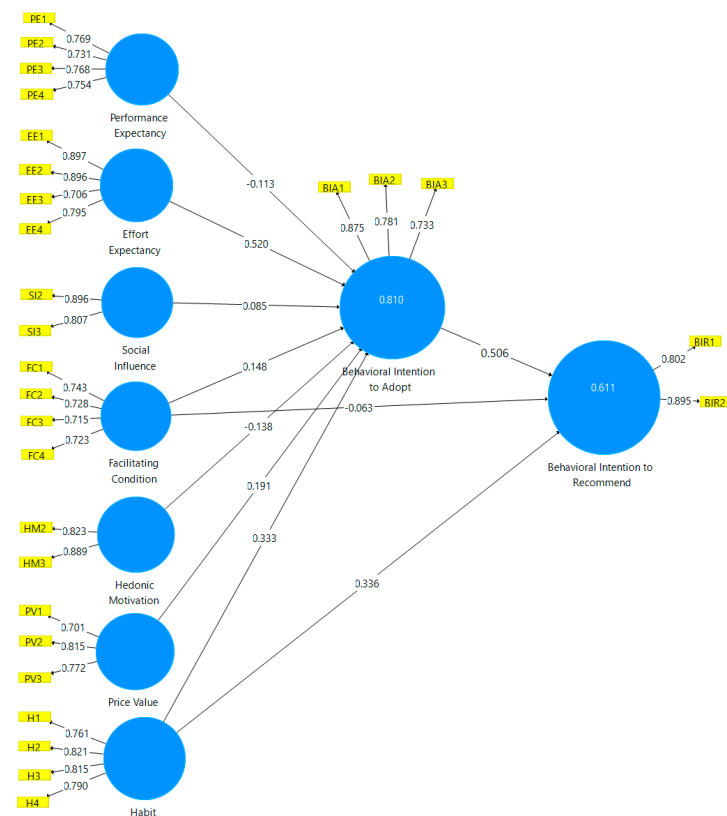 PE1
0.769
PE2
0.731
PE3
0.768
PE4
0.754
Performance
Expectancy
EE1
0.897
EE2
0.896
EE3
0.706
EE4
0.795
Effort
Expectancy
SI2
0.896
SI3
0.807
Social
Influence
FC1
0.743
FC2
0.728
FC3
0.715
FC4
0.723
Facilitating
Condition
HM2
0.823
HM3
0.889
Hedonic
Motivation
PV1
0.701
PV2
0.815
PV3
0.772
Price Value
H1
0.761
H2
0.821
H3
0.815
H4
0.790
Habit
-0.113
0.520
0.085
0.148
-0.138
0.191
0.333
-0.063
0.336
BIA1
BIA2
BIA3
0.875
0.781
0.733
0.810
Behavioral Intention
to Adopt
0.506
0.611
Behavioral Intention to
Recommend
BIR1
0.802
0.895
BIR2